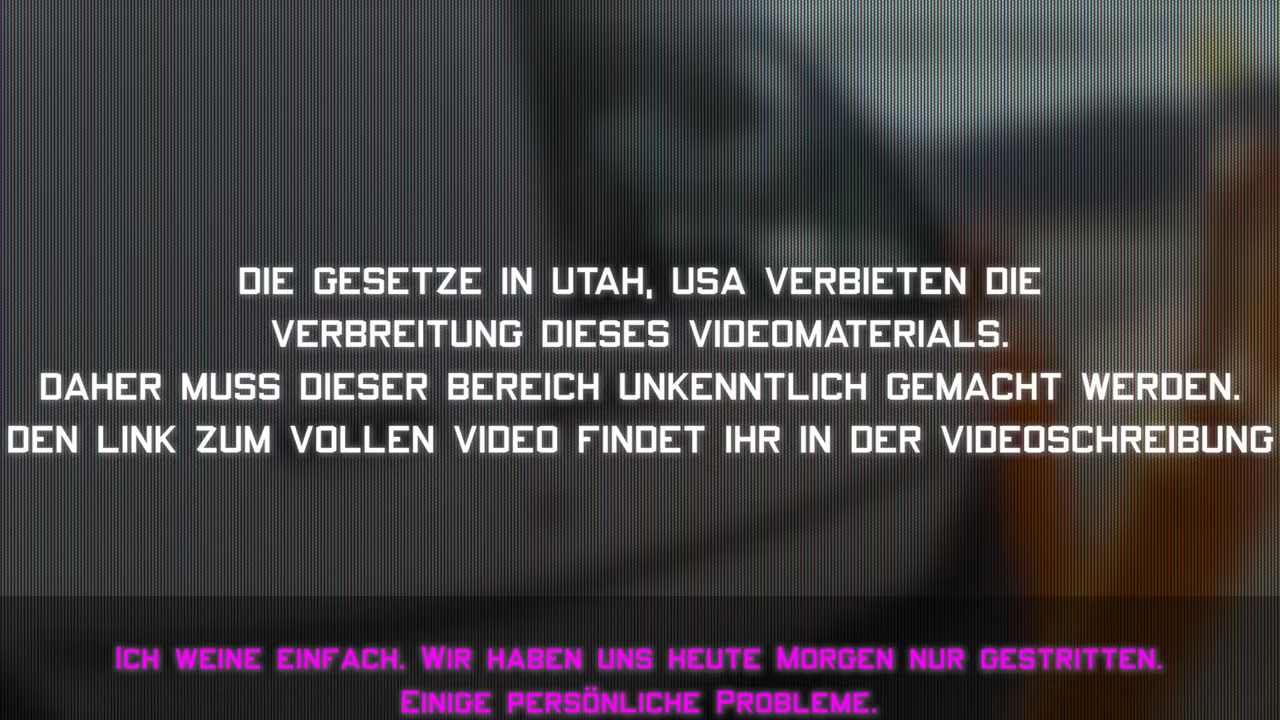 DIE GESETZE IN UTAH, USA VERBIETEN DIE
VERBREITUNG DIESES VIDEOMATERIALS.
DAHER MUSS DIESER BEREICH UNKENNTLICH GEMACHT WERDEN.
DEN LINK ZUM VOLLEN VIDEO FINDET IHR IN DER VIDEOSCHREIBUNG
Ich weine einfach. Wir haben uns heute Morgen nur gestritten.
Einige persönliche Probleme.